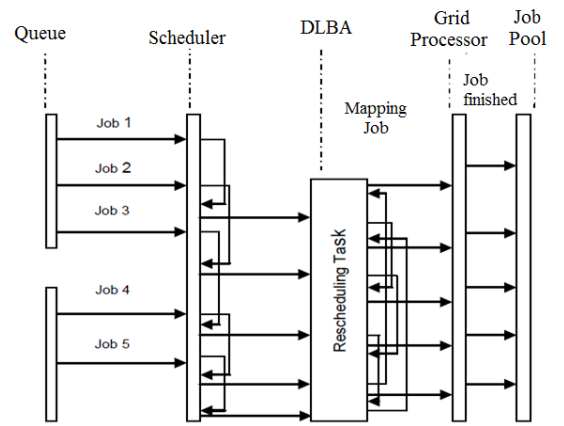 Queue
Scheduler
DLBA
Grid
Processor
Job
Pool
Mapping
Job
Job
finished
Job 1
Job 2
Job 3
Job 4
Job 5
Rescheduling Task